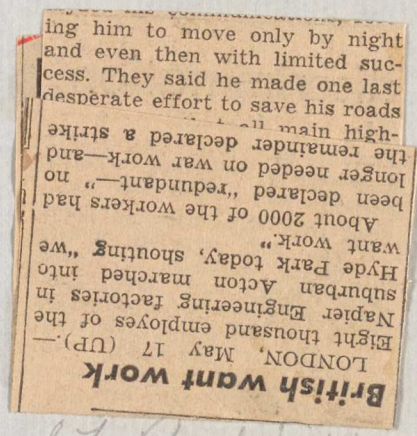 ing him to move only by night
and even then with limited suc-
cess. They said he made one last
desperate effort to save his roads
all main high-
British want work
LONDON, May 17 (UP).—
Eight thousand employes of the
Napier Engineering factories in
suburban Acton marched into
Hyde Park today, shouting "we
want work."
About 2000 of the workers had
been declared "redundant—" no
longer needed on war work—and
the remainder declared a strike